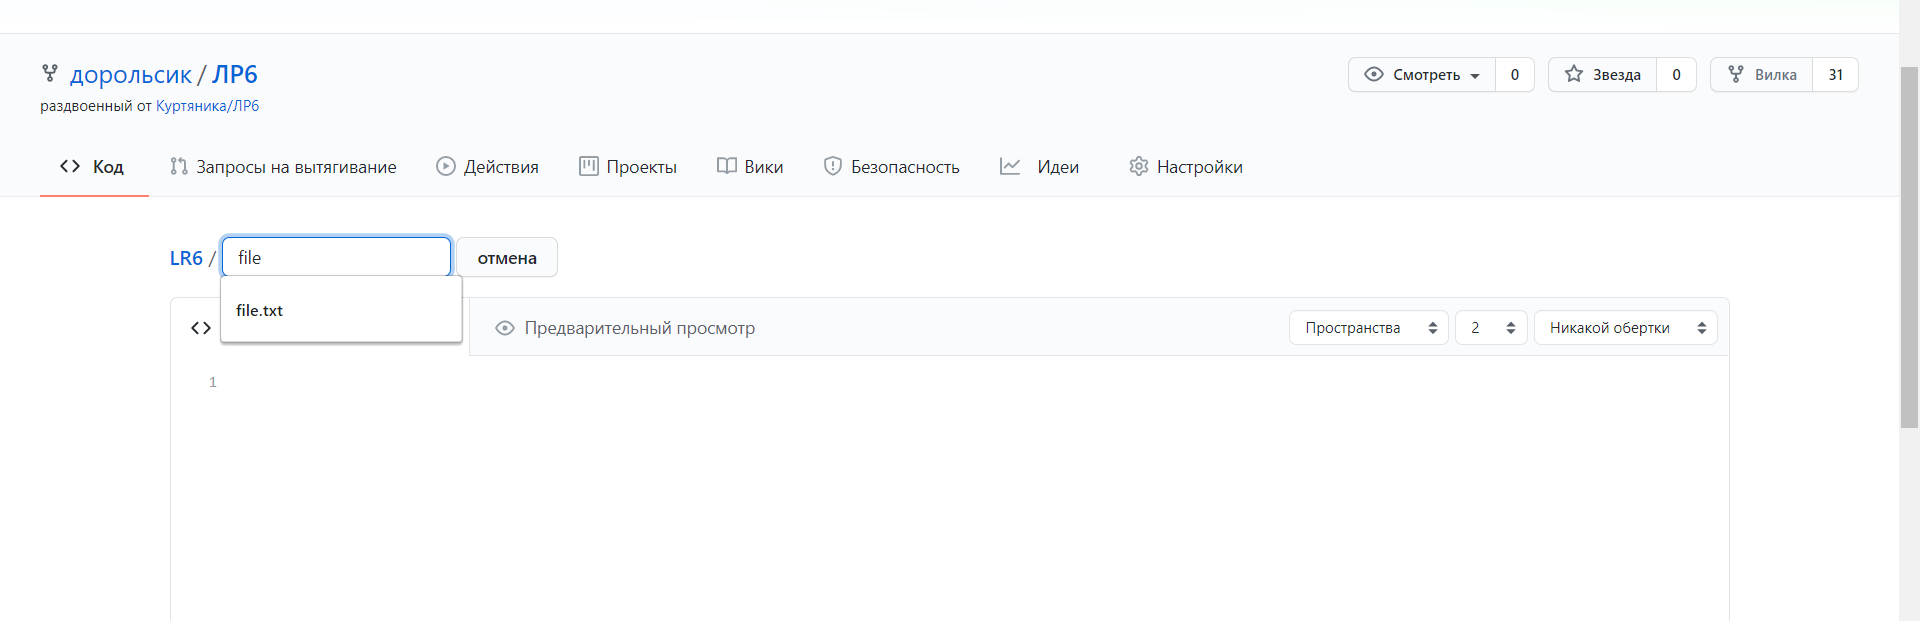 дорольсик / ЛР6
Смотреть 0
Звезда 0
Вилка 31
раздвоенный от Куртяника/ЛР6
Код
Запросы на вытягивание
Действия
Проекты
Вики
Безопасность
Идеи
Настройки
LR6 / file
отмена
file.txt
Предварительный просмотр
Пространства
2
Никакой обертки
1